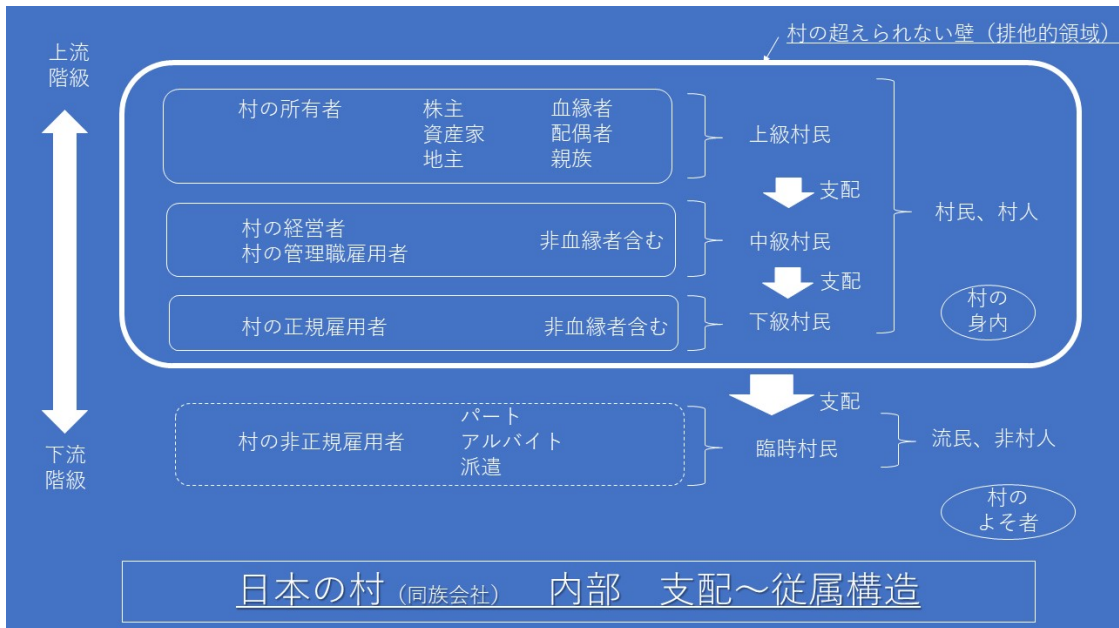 村の超えられない壁（排他的領域）
上流
階級
村の所有者 株主 血縁者
資産家 配偶者
地主 親族
上級村民
支配
村の経営者
村の管理職雇用者 非血縁者含む
中級村民
村民、村人
支配
村の正規雇用者 非血縁者含む
下級村民
村の
身内
支配
下流
階級
村の非正規雇用者
パート
アルバイト
派遣
臨時村民
流民、非村人
村の
よそ者
日本の村（同族会社） 内部 支配～従属構造